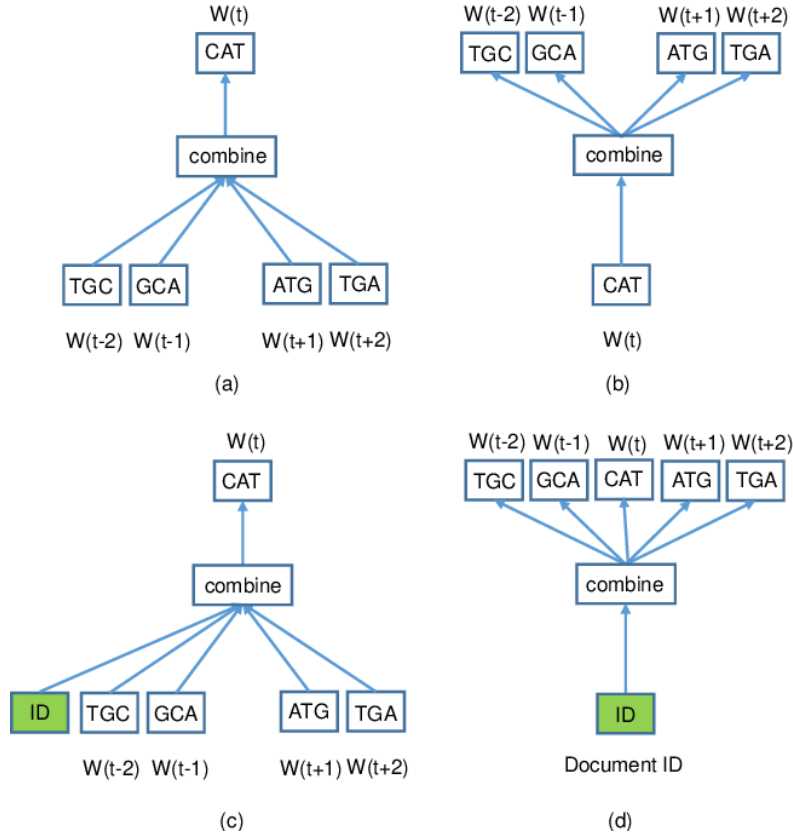 W(t)
CAT
combine
TGC GCA ATG TGA
W(t-2) W(t-1) W(t+1) W(t+2)
(a)
W(t-2) W(t-1) W(t+1) W(t+2)
TGC GCA ATG TGA
combine
CAT
W(t)
(b)
W(t)
CAT
combine
ID TGC GCA ATG TGA
W(t-2) W(t-1) W(t+1) W(t+2)
(c)
W(t-2) W(t-1) W(t) W(t+1) W(t+2)
TGC GCA CAT ATG TGA
combine
ID
Document ID
(d)